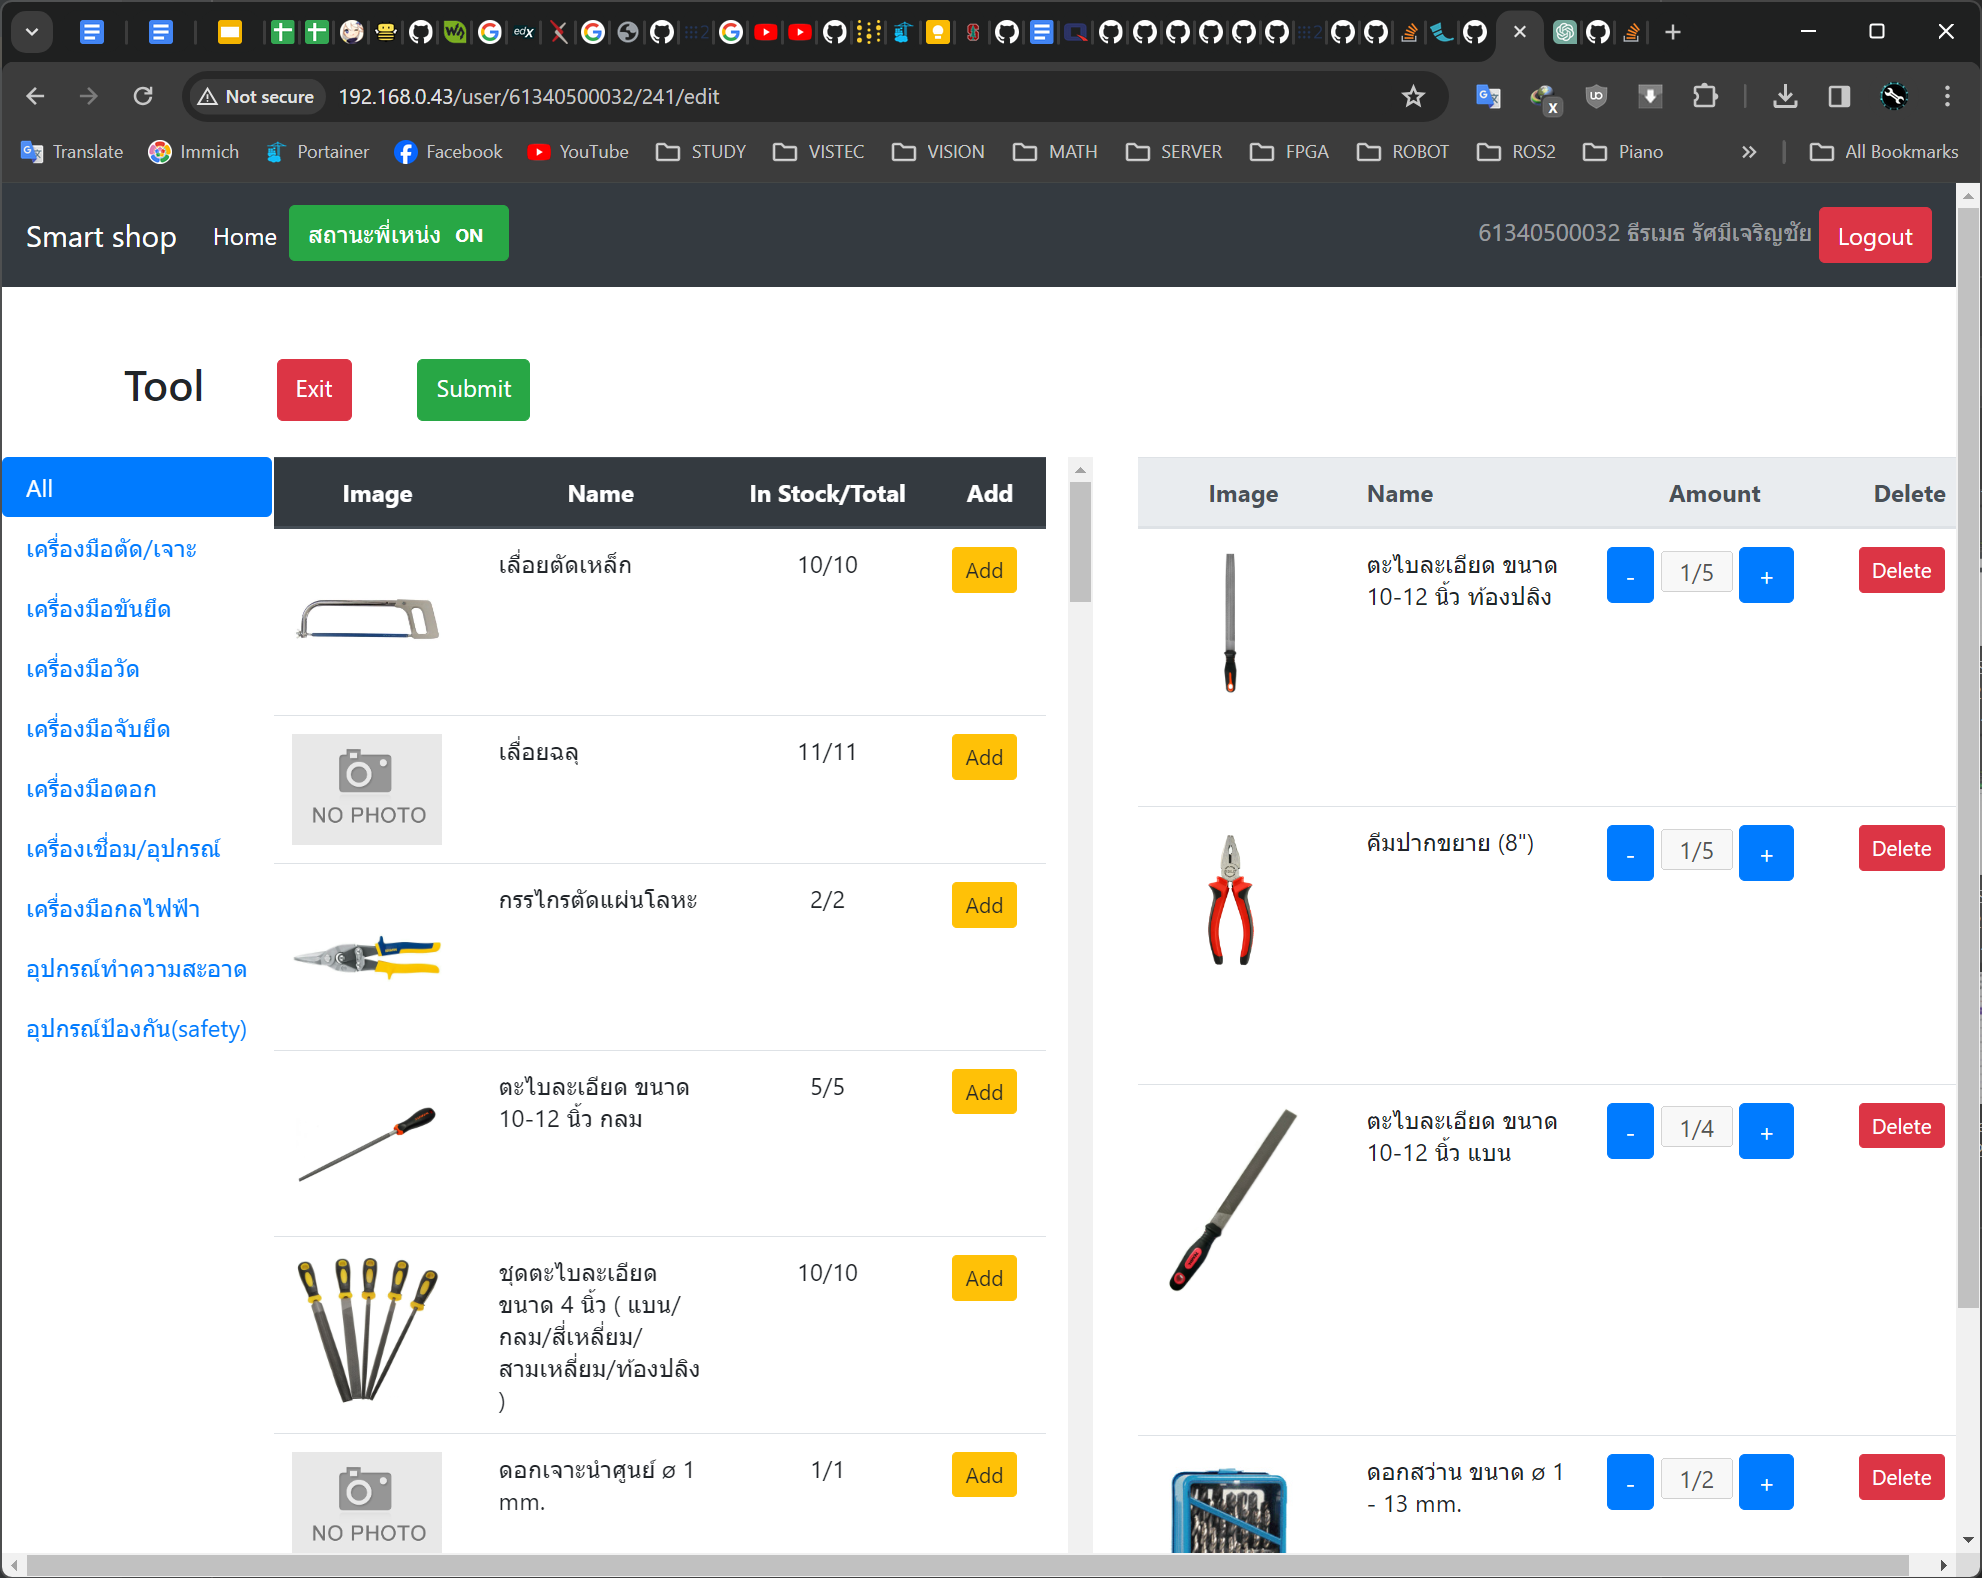 edX
Not secure 192.168.0.43/user/61340500032/241/edit
Translate Immich Portainer Facebook YouTube STUDY VISTEC VISION MATH SERVER FPGA ROBOT ROS2 Piano » All Bookmarks
Smart shop Home สถานะพี่เหน่ง ON 61340500032 ธีรเมธ รัศมีเจริญชัย Logout
Tool Exit Submit
All
เครื่องมือตัด/เจาะ
เครื่องมือขันยึด
เครื่องมือวัด
เครื่องมือจับยึด
เครื่องมือตอก
เครื่องเชื่อม/อุปกรณ์
เครื่องมือกลไฟฟ้า
อุปกรณ์ทำความสะอาด
อุปกรณ์ป้องกัน(safety)
Image Name In Stock/Total Add
เลื่อยตัดเหล็ก 10/10 Add
เลื่อยฉลุ 11/11 Add
NO PHOTO
กรรไกรตัดแผ่นโลหะ 2/2 Add
ตะไบละเอียด ขนาด 5/5 Add
10-12 นิ้ว กลม
ชุดตะไบละเอียด 10/10 Add
ขนาด 4 นิ้ว ( แบน/
กลม/สี่เหลี่ยม/
สามเหลี่ยม/ท้องปลิง
)
ดอกเจาะนำศูนย์ ø 1 1/1 Add
mm.
NO PHOTO
Image Name Amount Delete
ตะไบละเอียด ขนาด - 1/5 + Delete
10-12 นิ้ว ท้องปลิง
คีมปากขยาย (8") - 1/5 + Delete
ตะไบละเอียด ขนาด - 1/4 + Delete
10-12 นิ้ว แบน
ดอกสว่าน ขนาด ø 1 - 1/2 + Delete
- 13 mm.